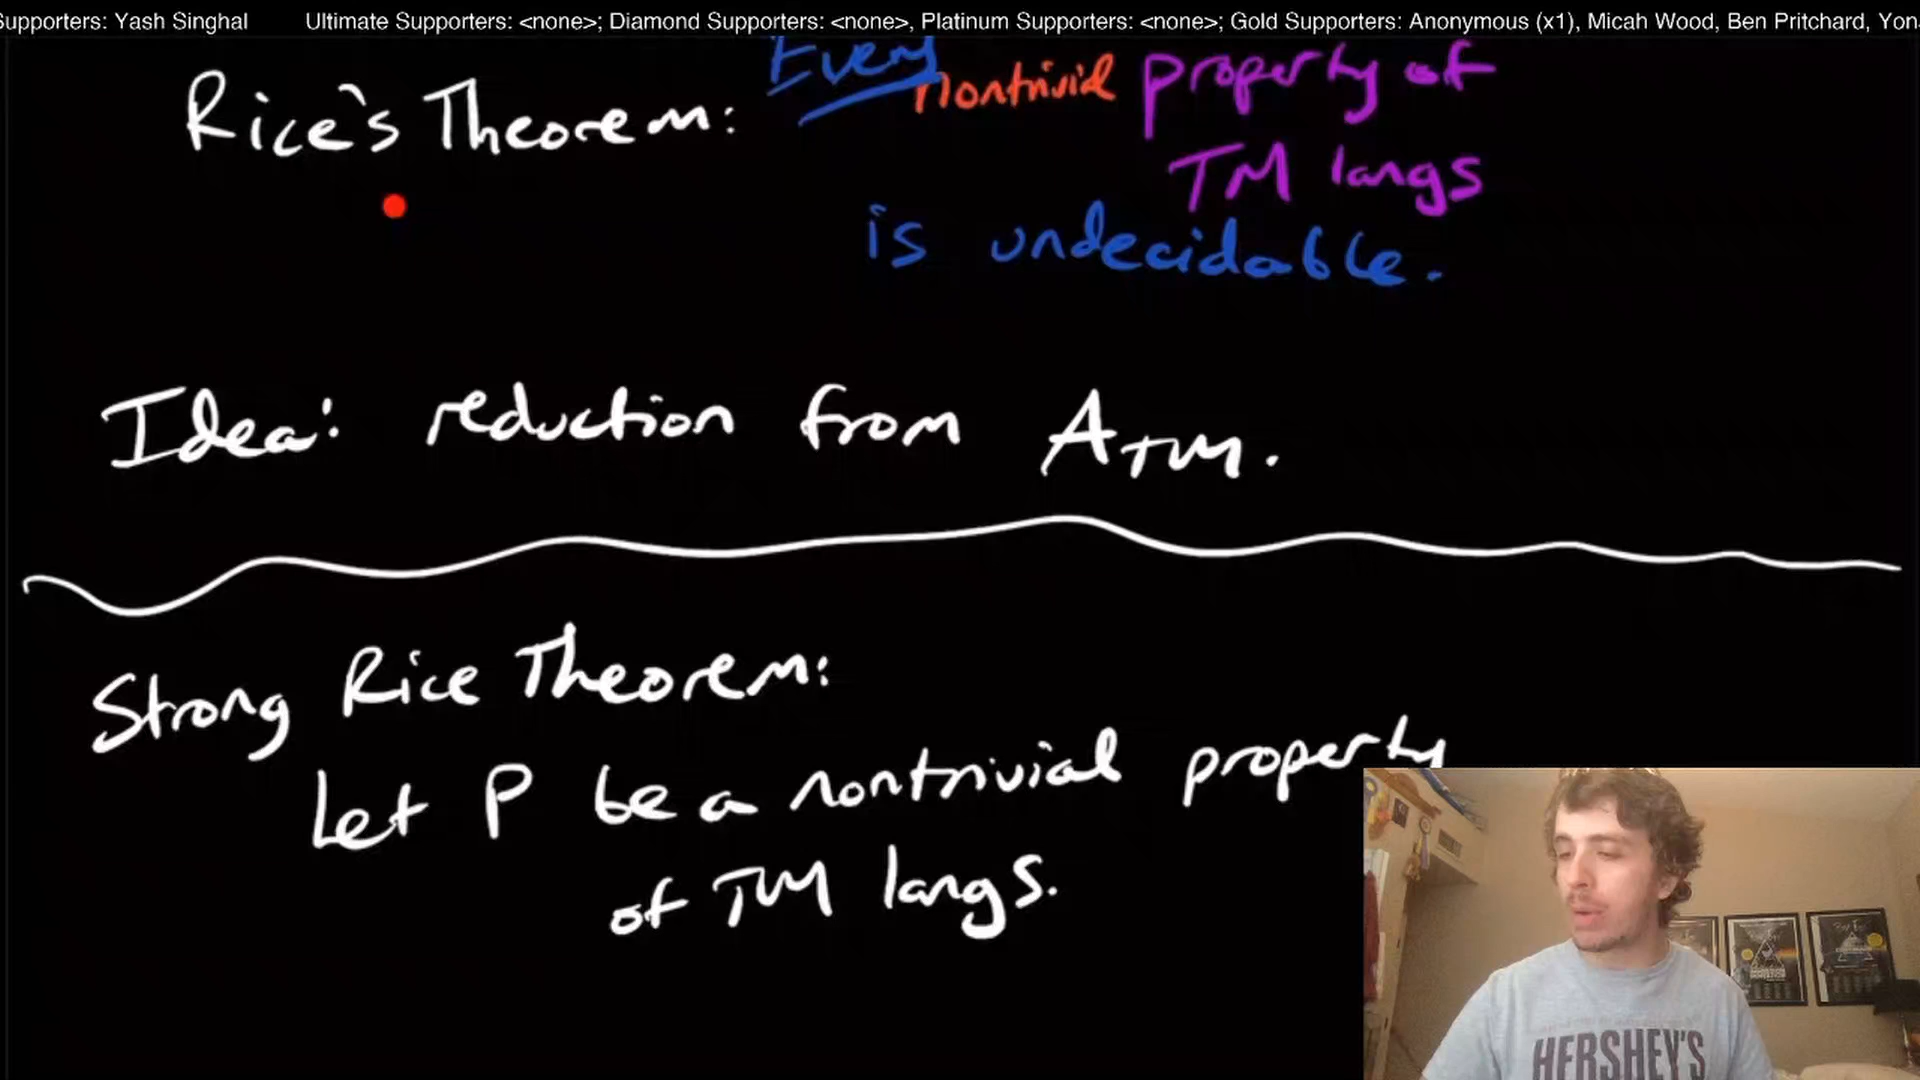 Supporters: Yash Singhal Ultimate Supporters: <none>; Diamond Supporters: <none>, Platinum Supporters: <none>; Gold Supporters: Anonymous (x1), Micah Wood, Ben Pritchard, Yon
Rice's Theorem: Every nontrivial property of
TM langs
is undecidable.
Idea: reduction from ATM.
Strong Rice Theorem:
Let P be a nontrivial property
of TM langs.
HERSHEY'S